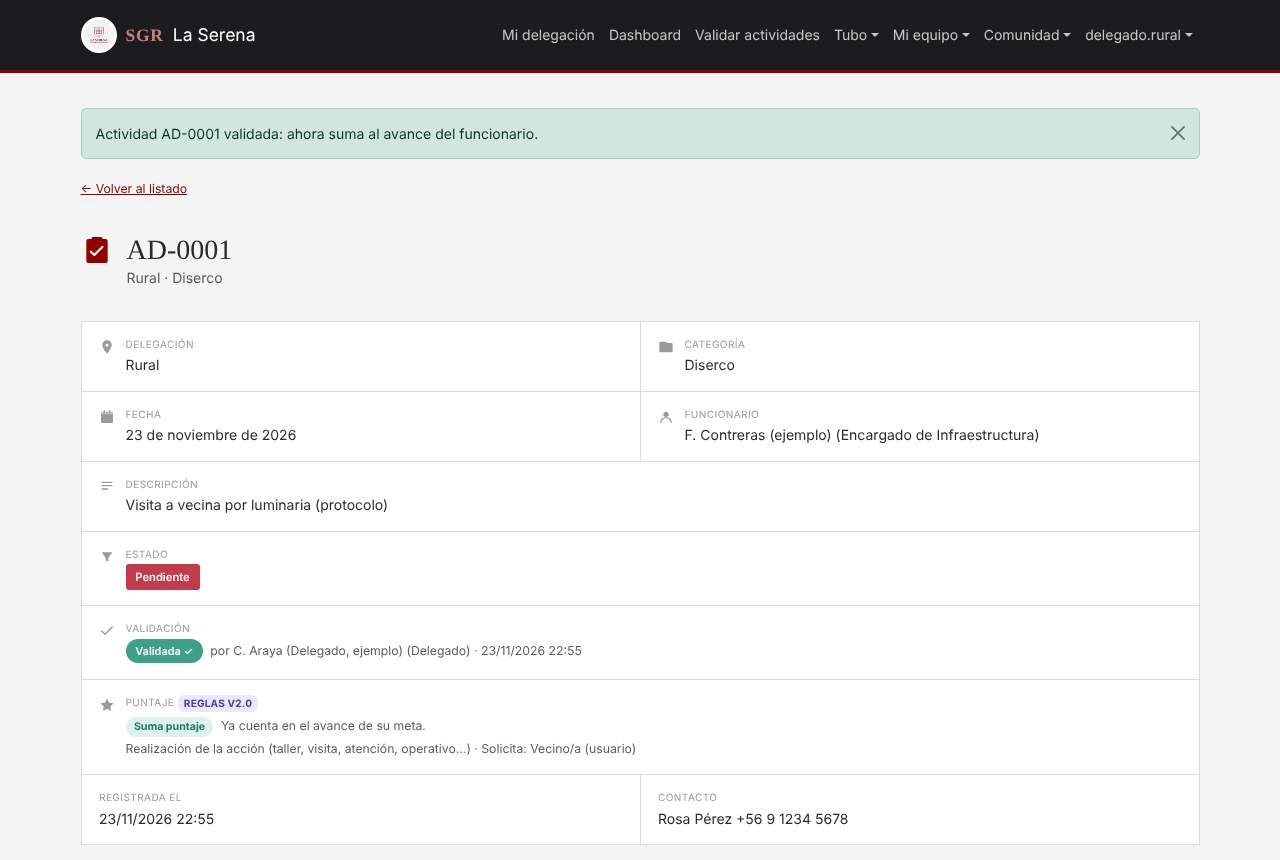 SGR La Serena
Mi delegación Dashboard Validar actividades Tubo Mi equipo Comunidad delegado.rural
Actividad AD-0001 validada: ahora suma al avance del funcionario.
← Volver al listado
AD-0001
Rural · Diserco
DELEGACIÓN
Rural
CATEGORÍA
Diserco
FECHA
23 de noviembre de 2026
FUNCIONARIO
F. Contreras (ejemplo) (Encargado de Infraestructura)
DESCRIPCIÓN
Visita a vecina por luminaria (protocolo)
ESTADO
Pendiente
VALIDACIÓN
Validada ✓ por C. Araya (Delegado, ejemplo) (Delegado) · 23/11/2026 22:55
PUNTAJE REGLAS V2.0
Suma puntaje Ya cuenta en el avance de su meta.
Realización de la acción (taller, visita, atención, operativo...) · Solicita: Vecino/a (usuario)
REGISTRADA EL
23/11/2026 22:55
CONTACTO
Rosa Pérez +56 9 1234 5678